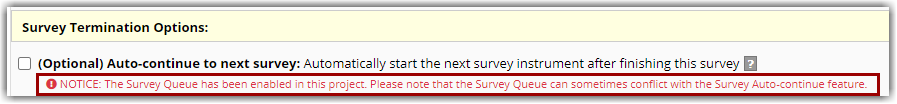 Survey Termination Options:
(Optional) Auto-continue to next survey: Automatically start the next survey instrument after finishing this survey ?
NOTICE: The Survey Queue has been enabled in this project. Please note that the Survey Queue can sometimes conflict with the Survey Auto-continue feature.